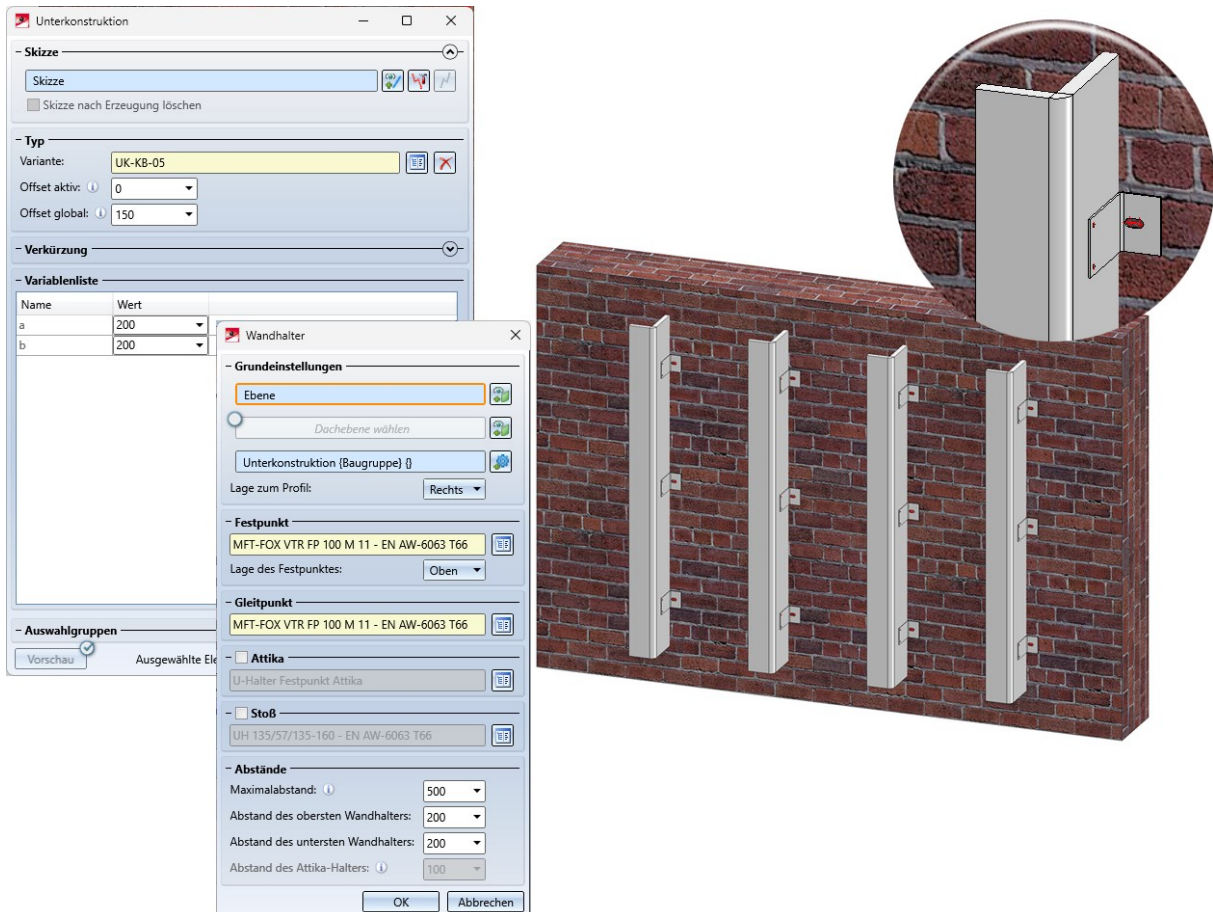 Unterkonstruktion
Skizze
Skizze
Skizze nach Erzeugung löschen
Typ
Variante: UK-KB-05
Offset aktiv: 0
Offset global: 150
Verkürzung
Variablenliste
Name Wert
a 200
b 200
Auswahlgruppen
Vorschau Ausgewählte Ele
Wandhalter
Grundeinstellungen
Ebene
Dachebene wählen
Unterkonstruktion {Baugruppe} {}
Lage zum Profil: Rechts
Festpunkt
MFT-FOX VTR FP 100 M 11 - EN AW-6063 T66
Lage des Festpunktes: Oben
Gleitpunkt
MFT-FOX VTR FP 100 M 11 - EN AW-6063 T66
Attika
U-Halter Festpunkt Attika
Stoß
UH 135/57/135-160 - EN AW-6063 T66
Abstände
Maximalabstand: 500
Abstand des obersten Wandhalters: 200
Abstand des untersten Wandhalters: 200
Abstand des Attika-Halters: 100
OK Abbrechen